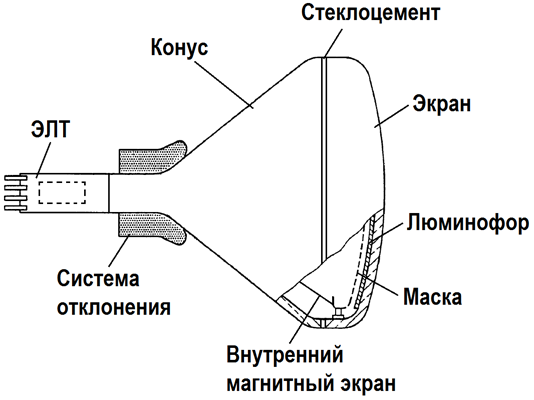 Стеклоцемент
Конус
Экран
ЭЛТ
Люминофор
Система
отклонения
Маска
Внутренний
магнитный экран